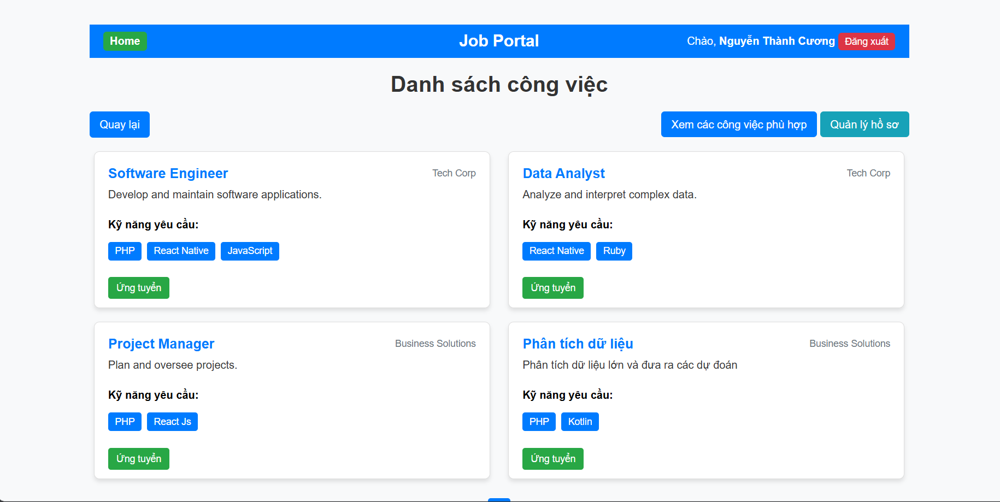 Home
Job Portal
Chào, Nguyễn Thành Cương
Đăng xuất
Danh sách công việc
Quay lại
Xem các công việc phù hợp
Quản lý hồ sơ
Software Engineer
Tech Corp
Develop and maintain software applications.
Kỹ năng yêu cầu:
PHP
React Native
JavaScript
Ứng tuyển
Data Analyst
Tech Corp
Analyze and interpret complex data.
Kỹ năng yêu cầu:
React Native
Ruby
Ứng tuyển
Project Manager
Business Solutions
Plan and oversee projects.
Kỹ năng yêu cầu:
PHP
React Js
Ứng tuyển
Phân tích dữ liệu
Business Solutions
Phân tích dữ liệu lớn và đưa ra các dự đoán
Kỹ năng yêu cầu:
PHP
Kotlin
Ứng tuyển